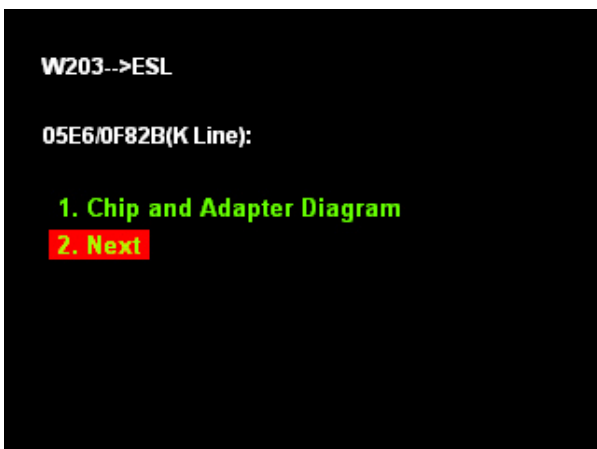 W203-->ESL
05E6/0F82B(K Line):
1. Chip and Adapter Diagram
2. Next